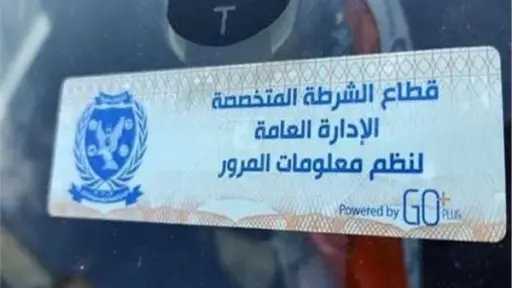 T
قطاع الشرطة المتخصصة
الإدارة العامة
لنظم معلومات المرور
Powered by GO+ PLUS